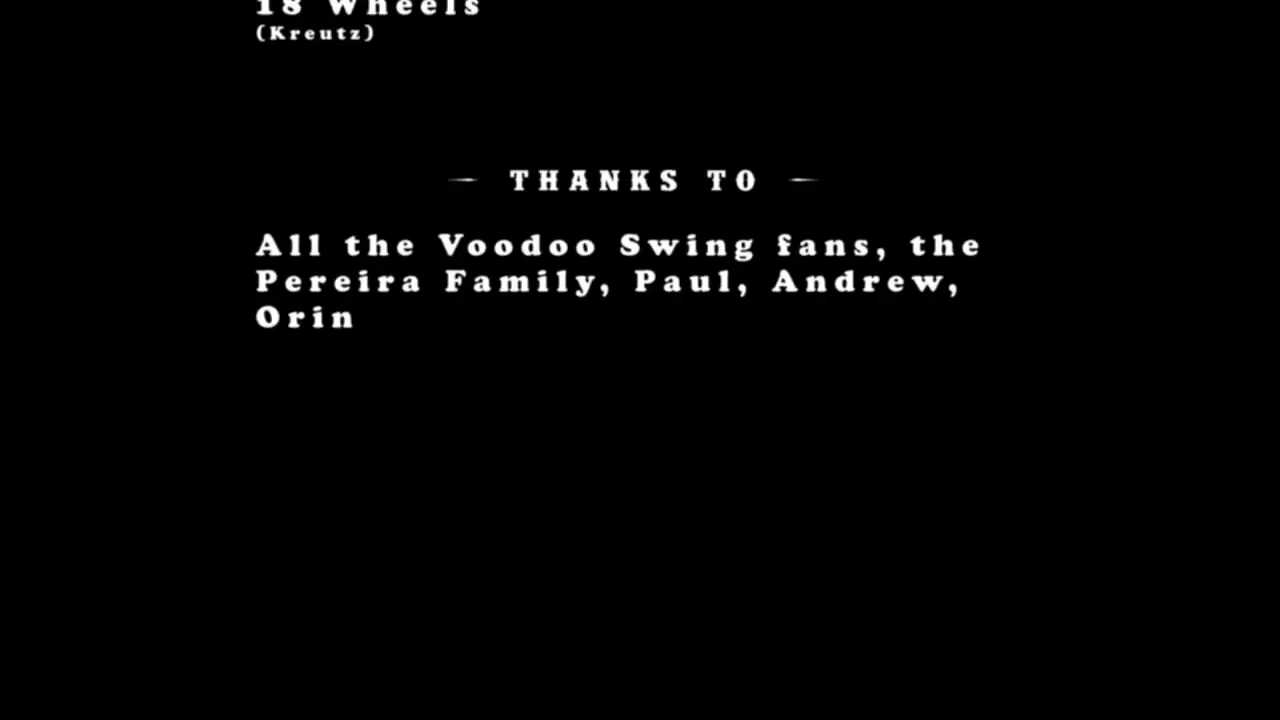 18 Wheels
(Kreutz)
— THANKS TO —
All the Voodoo Swing fans, the
Pereira Family, Paul, Andrew,
Orin